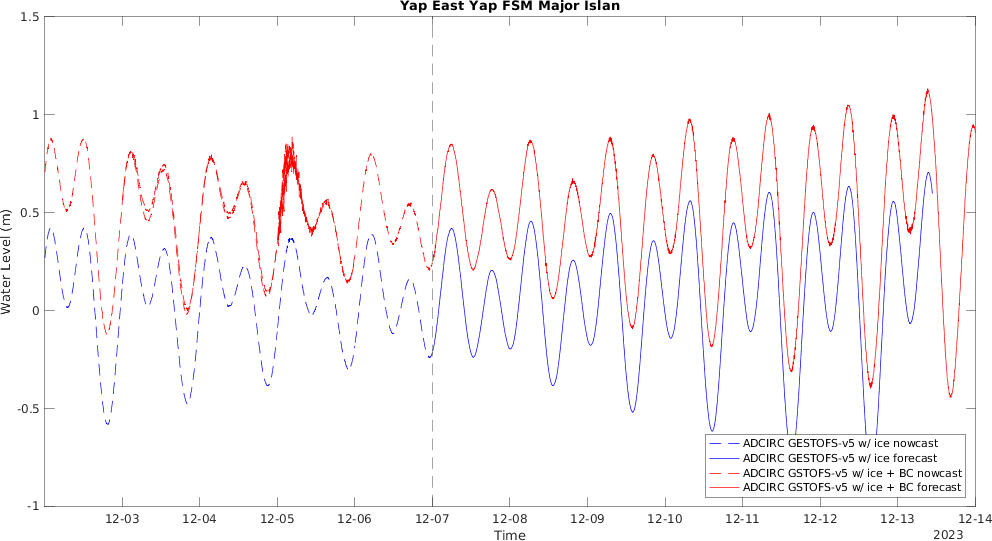 Yap East Yap FSM Major Islan
1.5
1
0.5
0
-0.5
-1
Water Level (m)
ADCIRC GESTOFS-v5 w/ ice nowcast
ADCIRC GESTOFS-v5 w/ ice forecast
ADCIRC GSTOFS-v5 w/ ice + BC nowcast
ADCIRC GSTOFS-v5 w/ ice + BC forecast
12-03 12-04 12-05 12-06 12-07 12-08 12-09 12-10 12-11 12-12 12-13 12-14
Time
2023